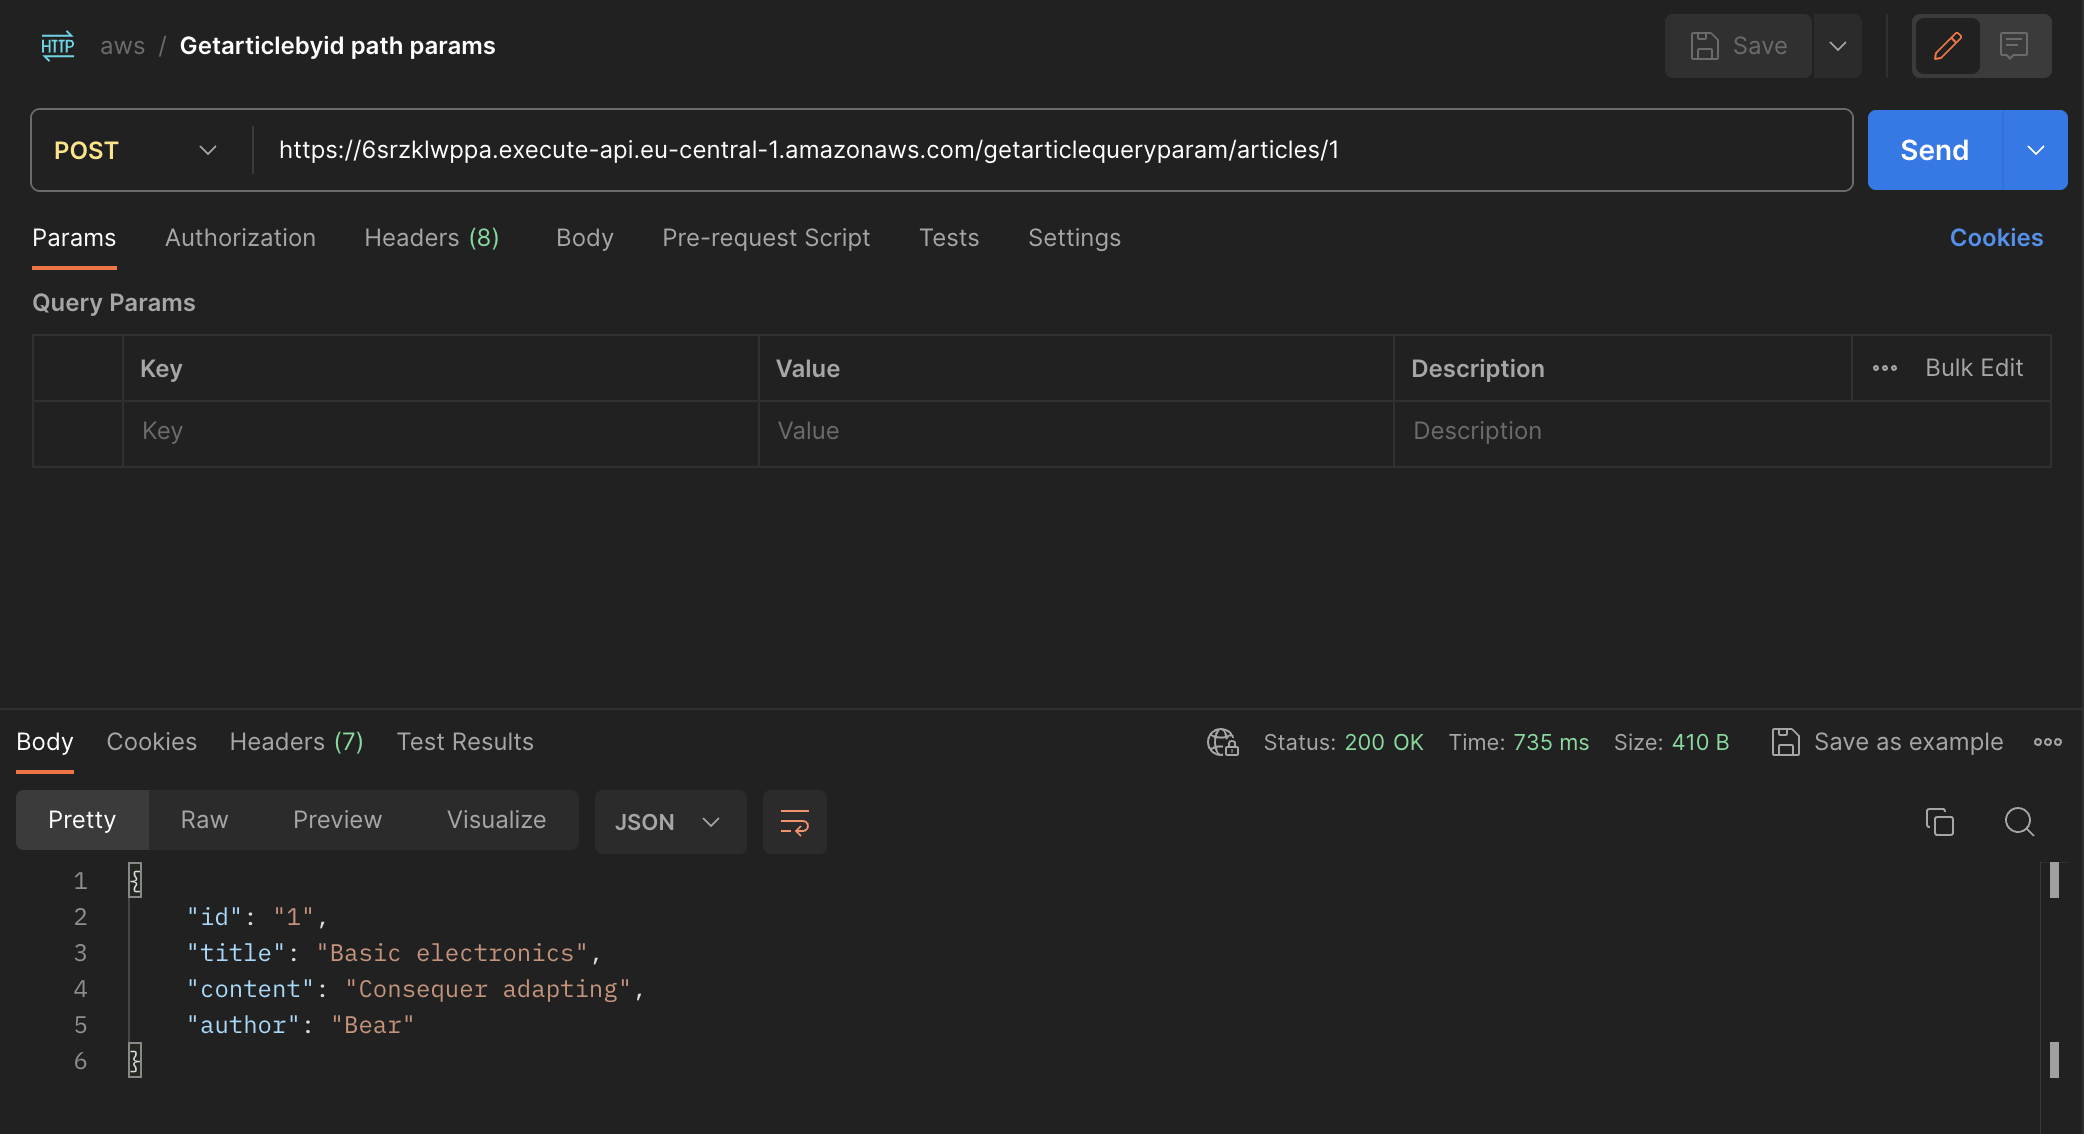 HTTP aws / Getarticlebyid path params Save
POST https://6srzklwppa.execute-api.eu-central-1.amazonaws.com/getarticlequeryparam/articles/1 Send
Params Authorization Headers (8) Body Pre-request Script Tests Settings Cookies
Query Params
Key Value Description Bulk Edit
Key Value Description
Body Cookies Headers (7) Test Results Status: 200 OK Time: 735 ms Size: 410 B Save as example
Pretty Raw Preview Visualize JSON
1 {
2 "id": "1",
3 "title": "Basic electronics",
4 "content": "Consequer adapting",
5 "author": "Bear"
6 }